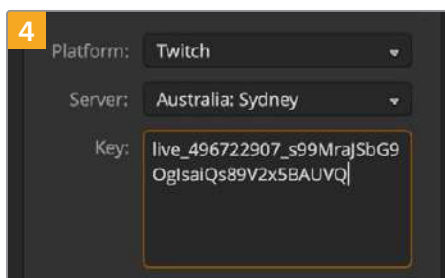 4
Platform: Twitch
Server: Australia: Sydney
Key: live_496722907_s99MraJSbG9
OgIsaiQs89V2x5BAUVQ